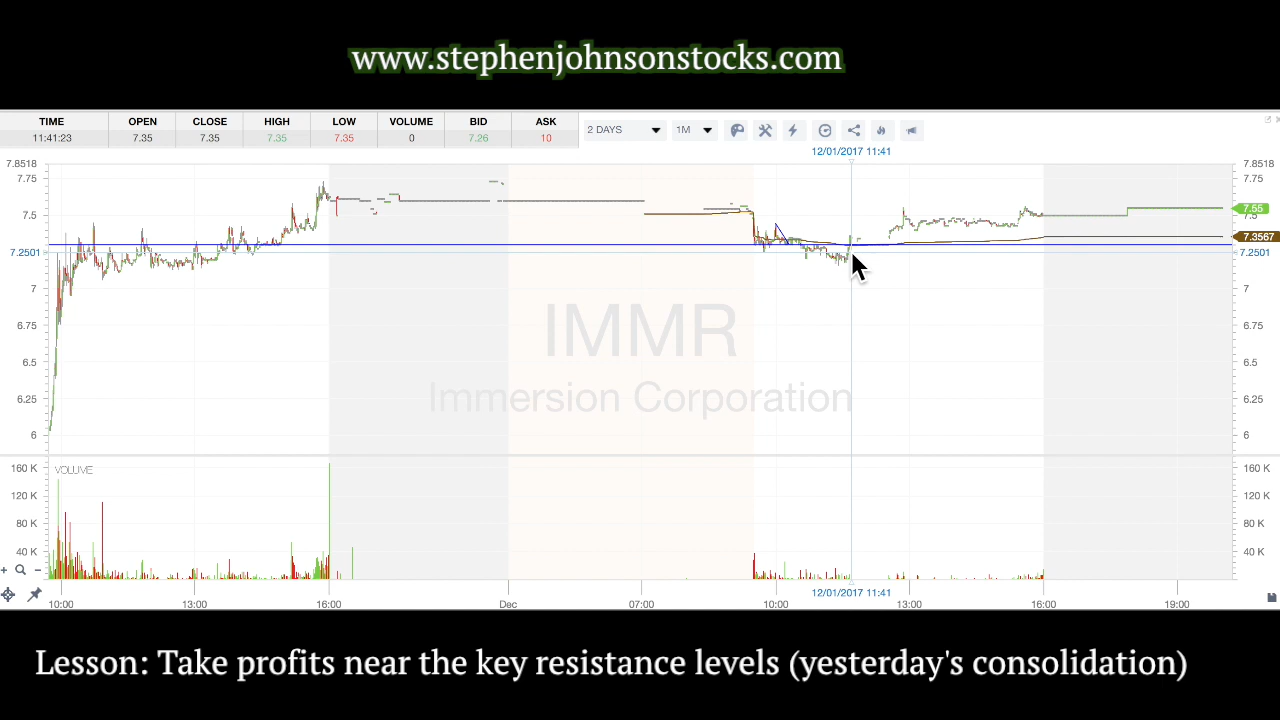 www.stephenjohnsonstocks.com
TIME OPEN CLOSE HIGH LOW VOLUME BID ASK
11:41:23 7.35 7.35 7.35 7.35 0 7.26 10
2 DAYS 1M
12/01/2017 11:41
7.8518 7.8518
7.75 7.75
7.5 7.5
7.55
7.3567
7.2501 7.2501
7 7
6.75 6.75
IMMR
6.5 6.5
Immersion Corporation
6.25 6.25
6 6
VOLUME
160 K 160 K
120 K 120 K
80 K 80 K
40 K 40 K
12/01/2017 11:41
10:00 13:00 16:00 Dec 07:00 10:00 13:00 16:00 19:00
Lesson: Take profits near the key resistance levels (yesterday's consolidation)